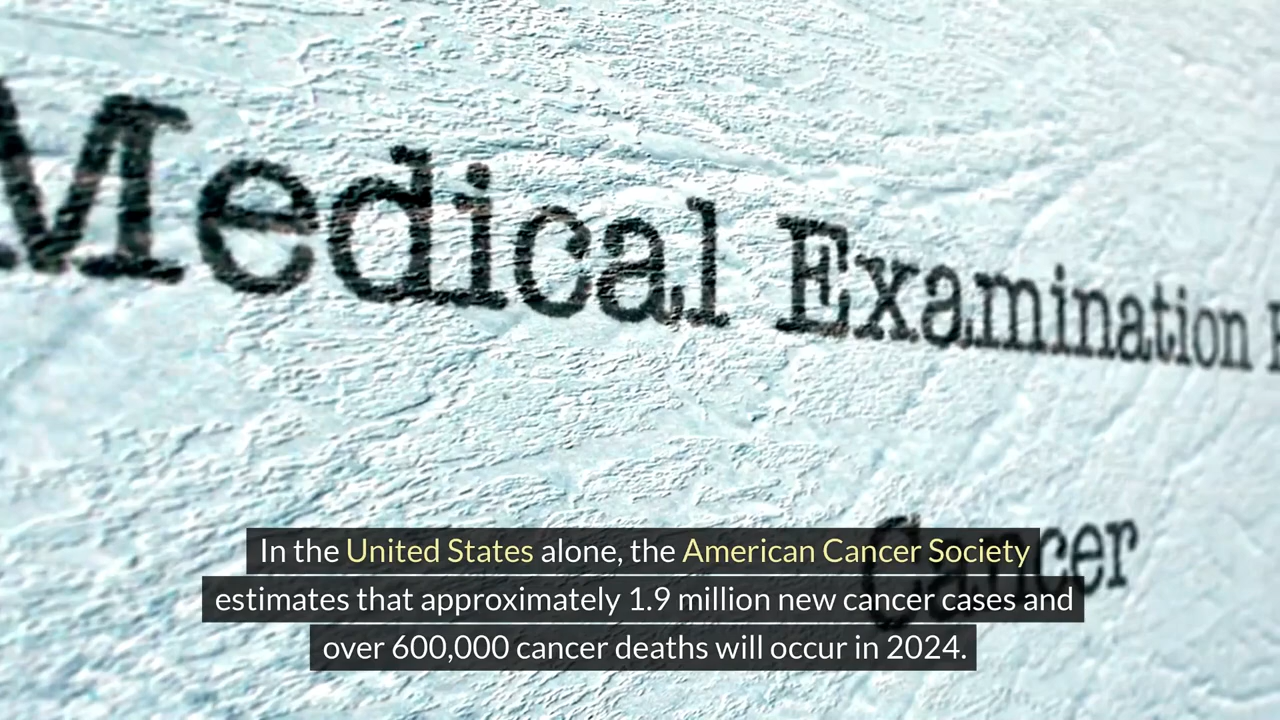 Medical Examination
Cancer
In the United States alone, the American Cancer Society
estimates that approximately 1.9 million new cancer cases and
over 600,000 cancer deaths will occur in 2024.